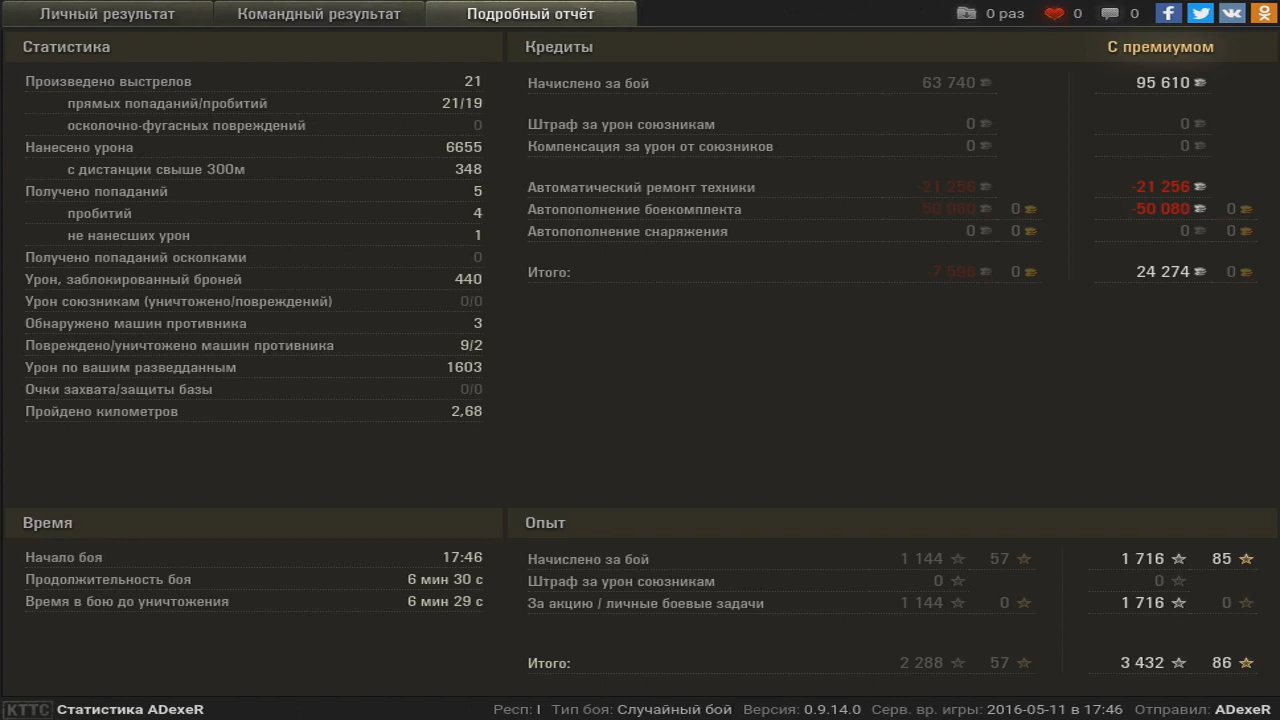 Личный результат Командный результат Подробный отчёт 0 раз 0 0
Статистика
Произведено выстрелов 21
прямых попаданий/пробитий 21/19
осколочно-фугасных повреждений 0
Нанесено урона 6655
с дистанции свыше 300м 348
Получено попаданий 5
пробитий 4
не нанесших урон 1
Получено попаданий осколками 0
Урон, заблокированный броней 440
Урон союзникам (уничтожено/повреждений) 0/0
Обнаружено машин противника 3
Повреждено/уничтожено машин противника 9/2
Урон по вашим разведданным 1603
Очки захвата/защиты базы 0/0
Пройдено километров 2,68
Кредиты С премиумом
Начислено за бой 63 740 95 610
Штраф за урон союзникам 0 0
Компенсация за урон от союзников 0 0
Автоматический ремонт техники -21 256 -21 256
Автопополнение боекомплекта -50 080 0 -50 080 0
Автопополнение снаряжения 0 0 0 0
Итого: -7 596 0 24 274 0
Время
Начало боя 17:46
Продолжительность боя 6 мин 30 с
Время в бою до уничтожения 6 мин 29 с
Опыт
Начислено за бой 1 144 57 1 716 85
Штраф за урон союзникам 0 0
За акцию / личные боевые задачи 1 144 0 1 716 0
Итого: 2 288 57 3 432 86
КТТС Статистика ADexeR Респ: I Тип боя: Случайный бой Версия: 0.9.14.0 Серв. вр. игры: 2016-05-11 в 17:46 Отправил: ADexeR